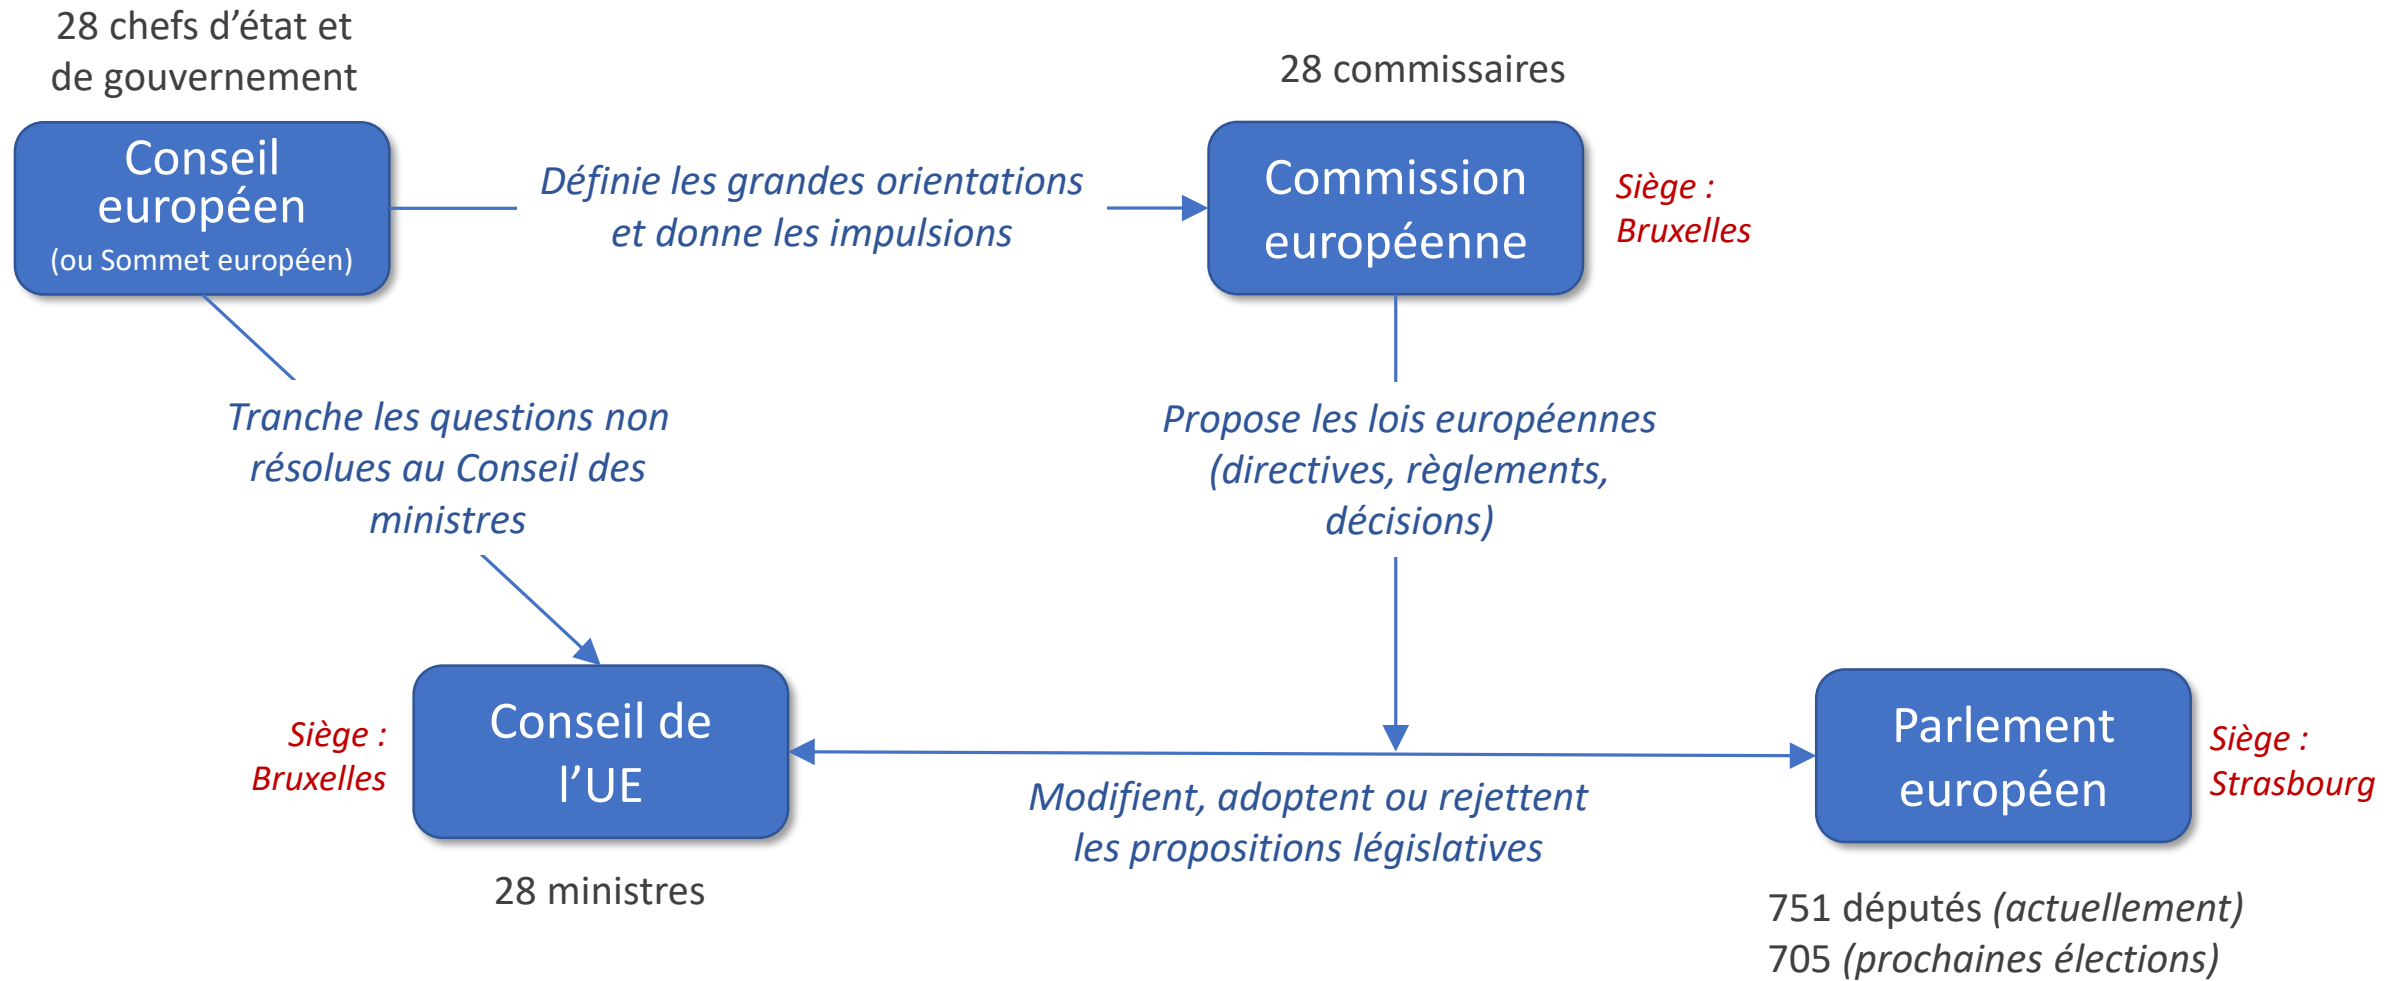 28 chefs d’état et
de gouvernement
Conseil
européen
(ou Sommet européen)
Définie les grandes orientations
et donne les impulsions
28 commissaires
Commission
européenne
Siège :
Bruxelles
Tranche les questions non
résolues au Conseil des
ministres
Propose les lois européennes
(directives, règlements,
décisions)
Siège :
Bruxelles
Conseil de
l’UE
28 ministres
Modifient, adoptent ou rejettent
les propositions législatives
Parlement
européen
Siège :
Strasbourg
751 députés (actuellement)
705 (prochaines élections)